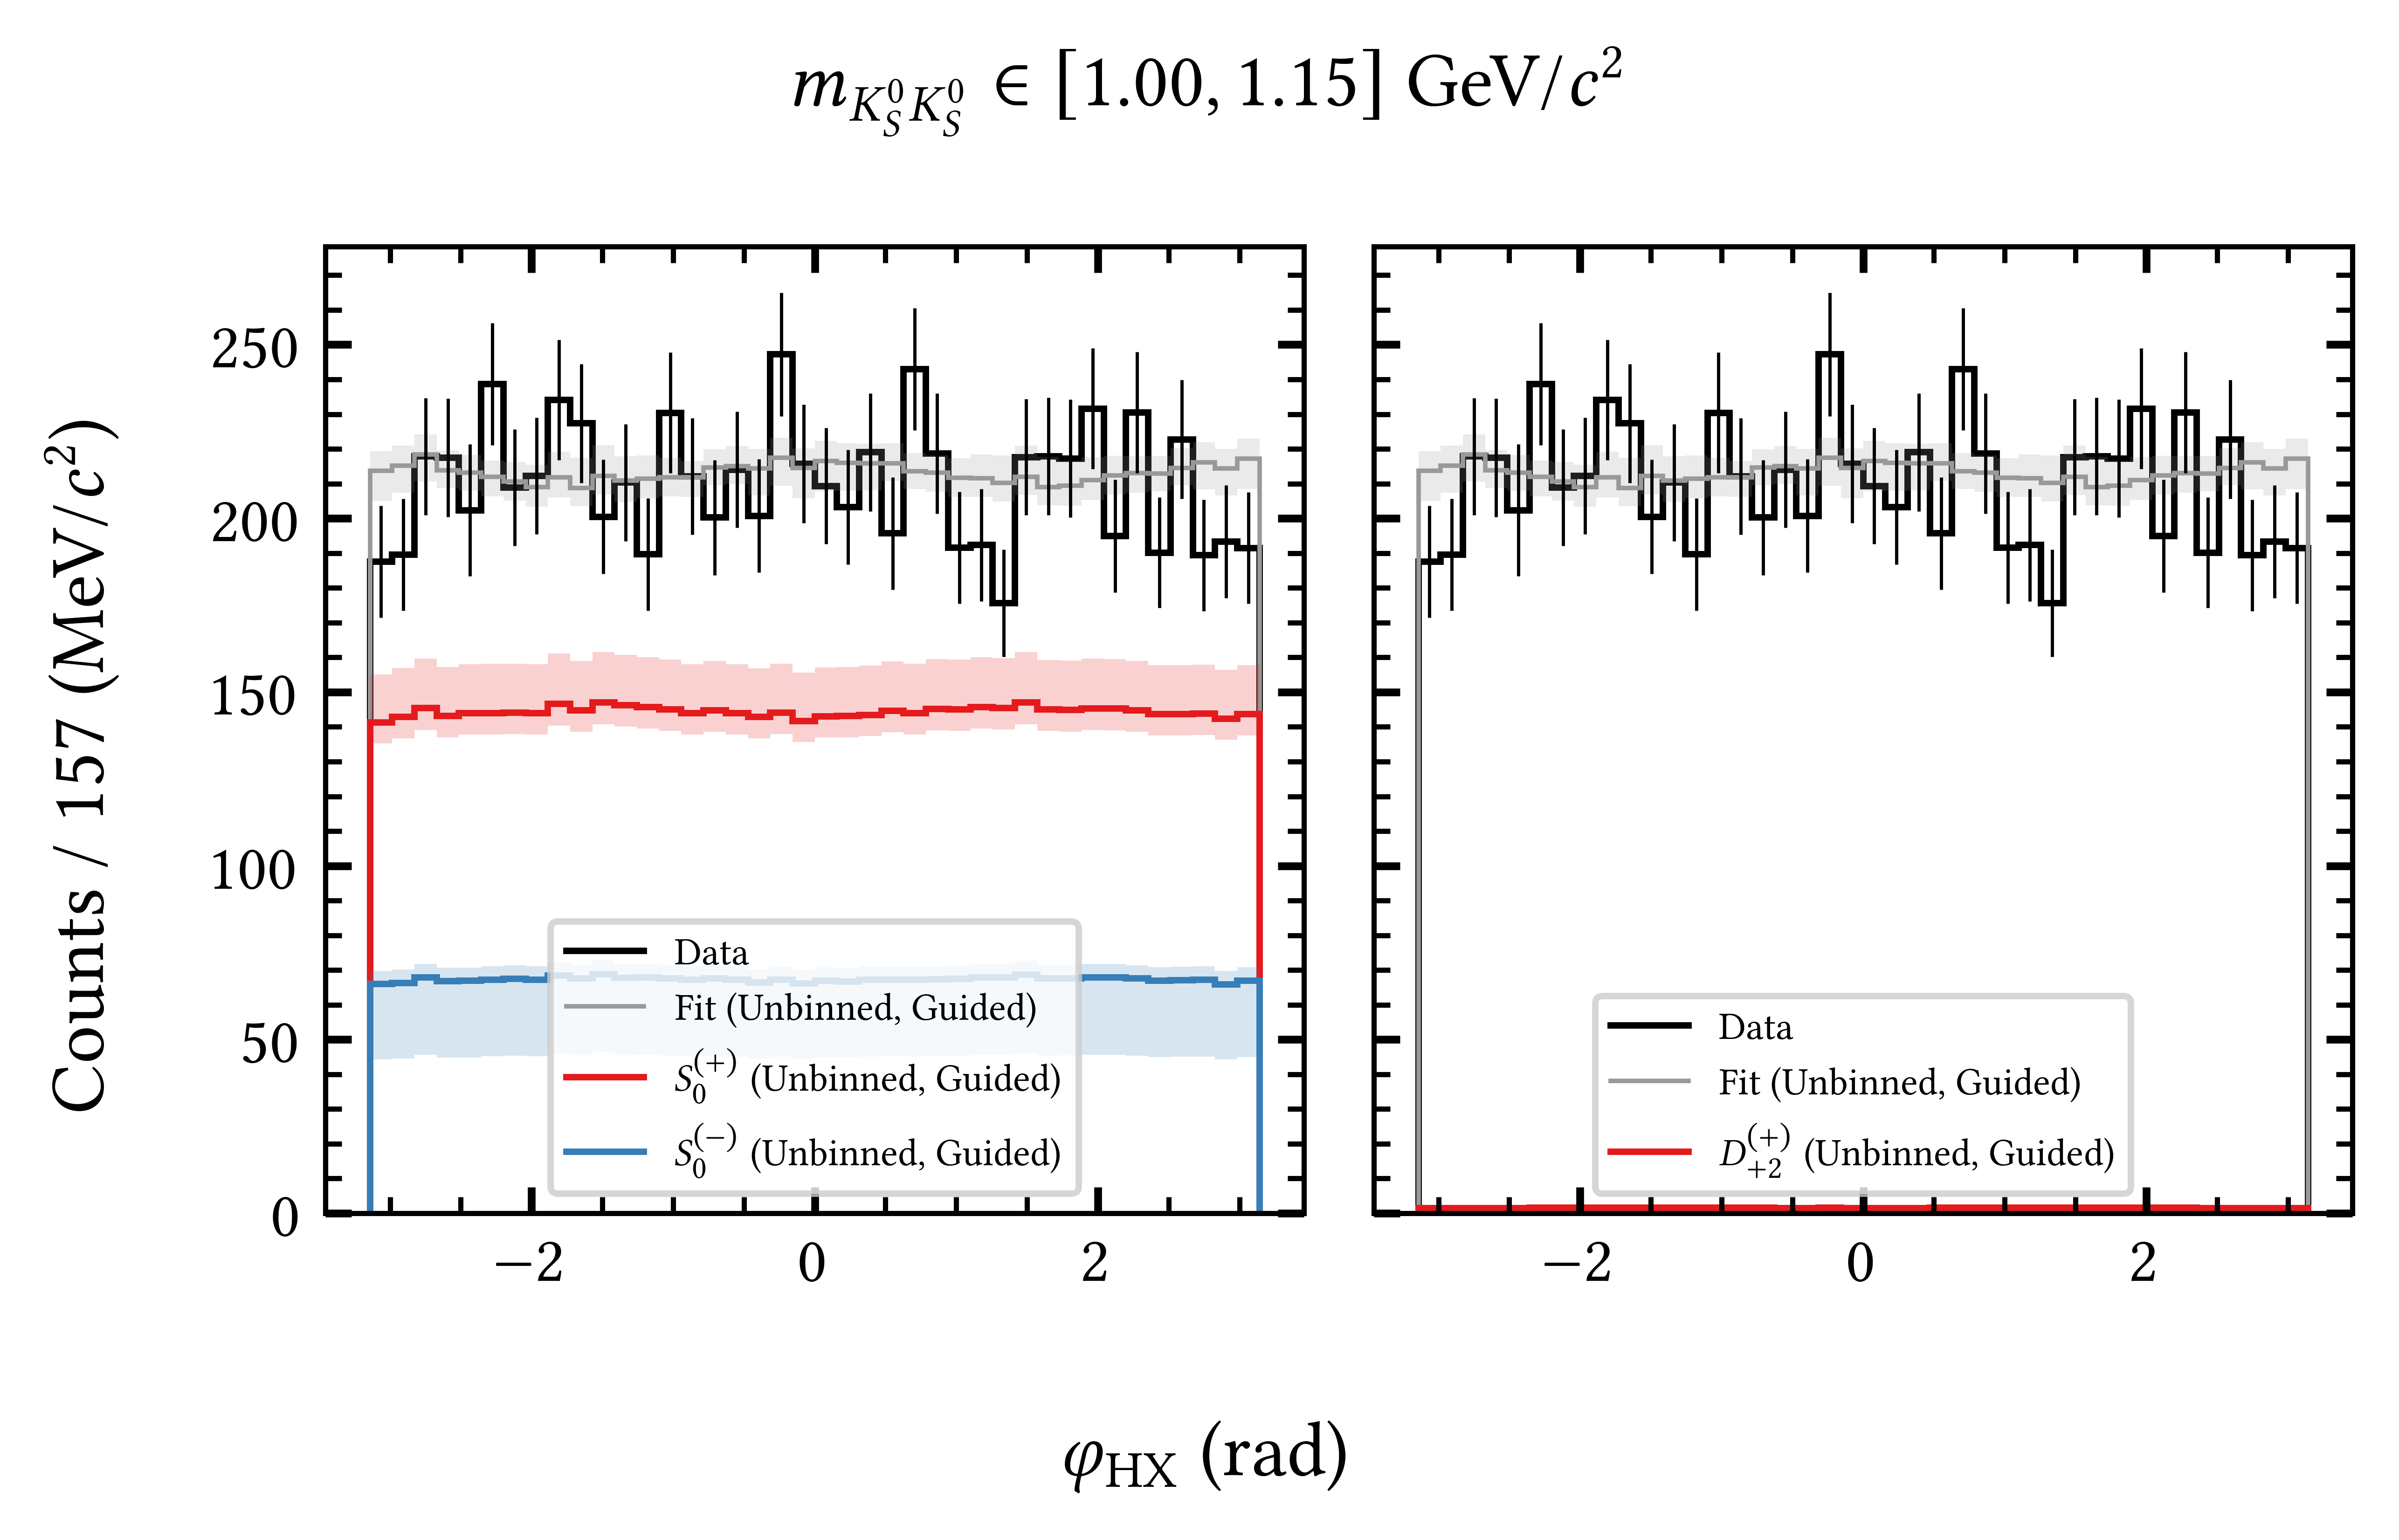 m_{K_S^0 K_S^0} ∈ [1.00, 1.15] GeV/c²
Counts / 157 (MeV/c²)
250
200
150
100
50
0
Data
Fit (Unbinned, Guided)
S_0^{(+)} (Unbinned, Guided)
S_0^{(−)} (Unbinned, Guided)
−2 0 2
Data
Fit (Unbinned, Guided)
D_{+2}^{(+)} (Unbinned, Guided)
−2 0 2
φ_{HX} (rad)